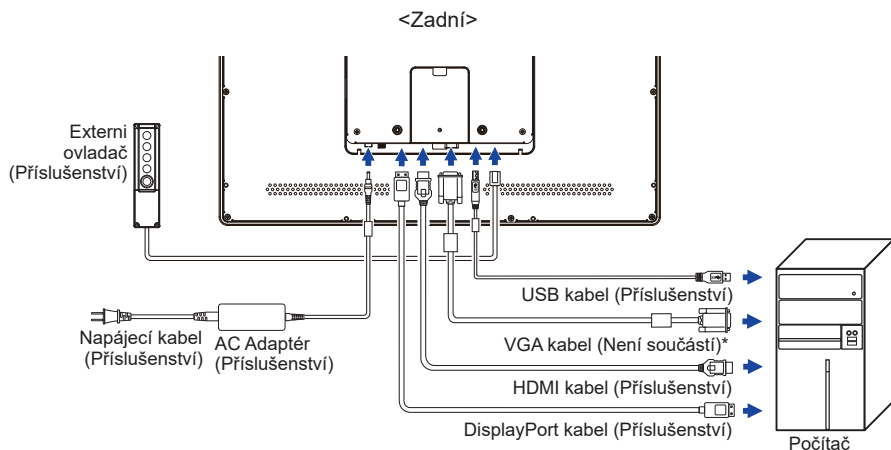 <Zadní>
Externi
ovladač
(Příslušenství)
USB kabel (Příslušenství)
Napájecí kabel
(Příslušenství)
AC Adaptér
(Příslušenství)
VGA kabel (Není součástí)*
HDMI kabel (Příslušenství)
DisplayPort kabel (Příslušenství)
Počítač